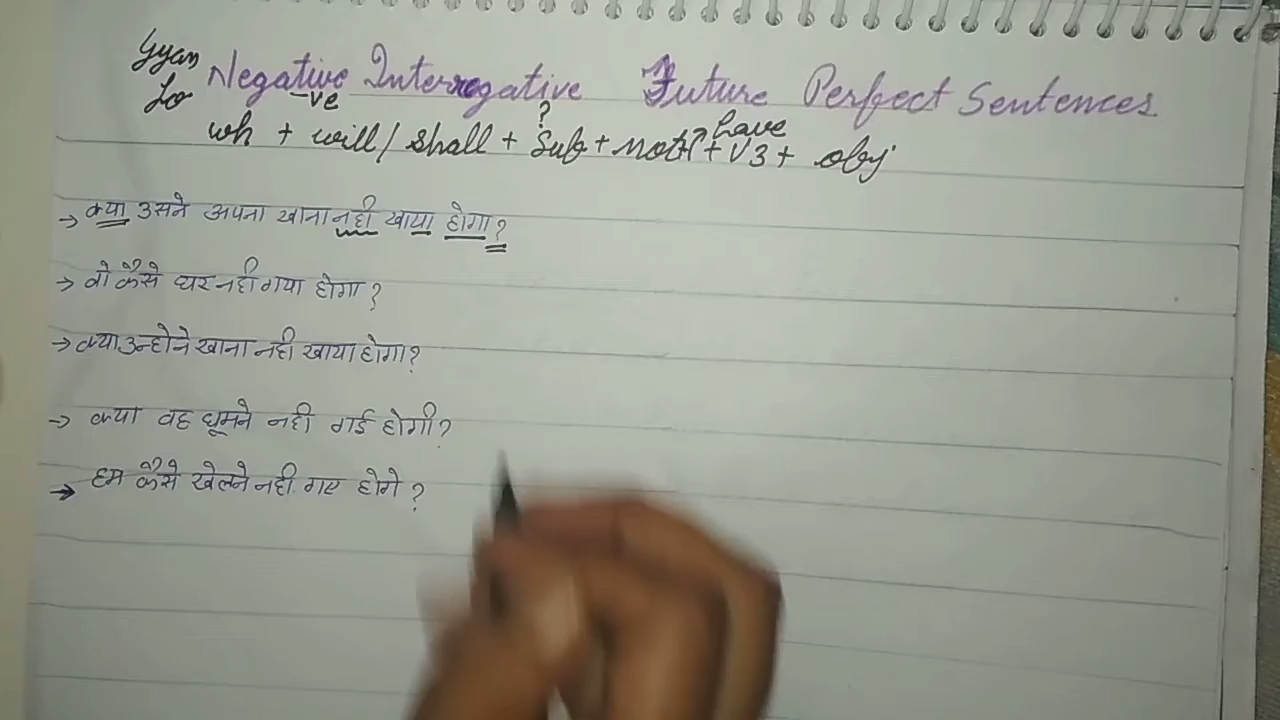 Gyan
Negative Interrogative Future Perfect Sentences
Lo
-ve ?
wh + will/ Shall + Sub + not + have + V3 + obj
→ क्या उसने अपना खाना नही खाया होगा?
→ वो कैसे घर नही गया होगा?
→ क्या उन्होने खाना नही खाया होगा?
→ क्या वह घूमने नही गई होगी?
→ हम कैसे खेलने नही गए होगे?